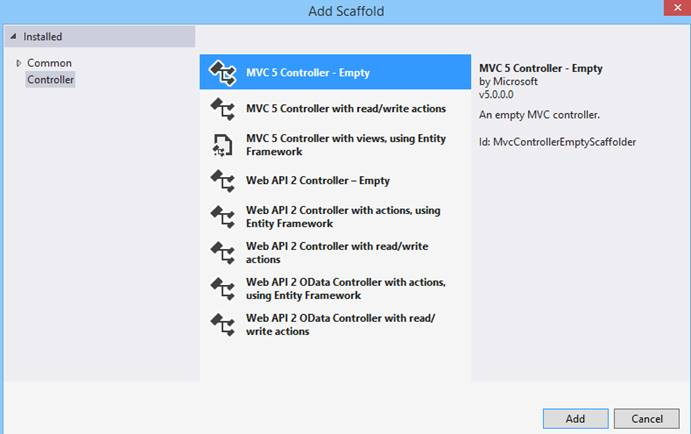 Add Scaffold
Installed
Common
Controller
MVC 5 Controller - Empty
MVC 5 Controller with read/write actions
MVC 5 Controller with views, using Entity
Framework
Web API 2 Controller – Empty
Web API 2 Controller with actions, using
Entity Framework
Web API 2 Controller with read/write
actions
Web API 2 OData Controller with actions,
using Entity Framework
Web API 2 OData Controller with read/
write actions
MVC 5 Controller - Empty
by Microsoft
v5.0.0.0
An empty MVC controller.
Id: MvcControllerEmptyScaffolder
Add
Cancel